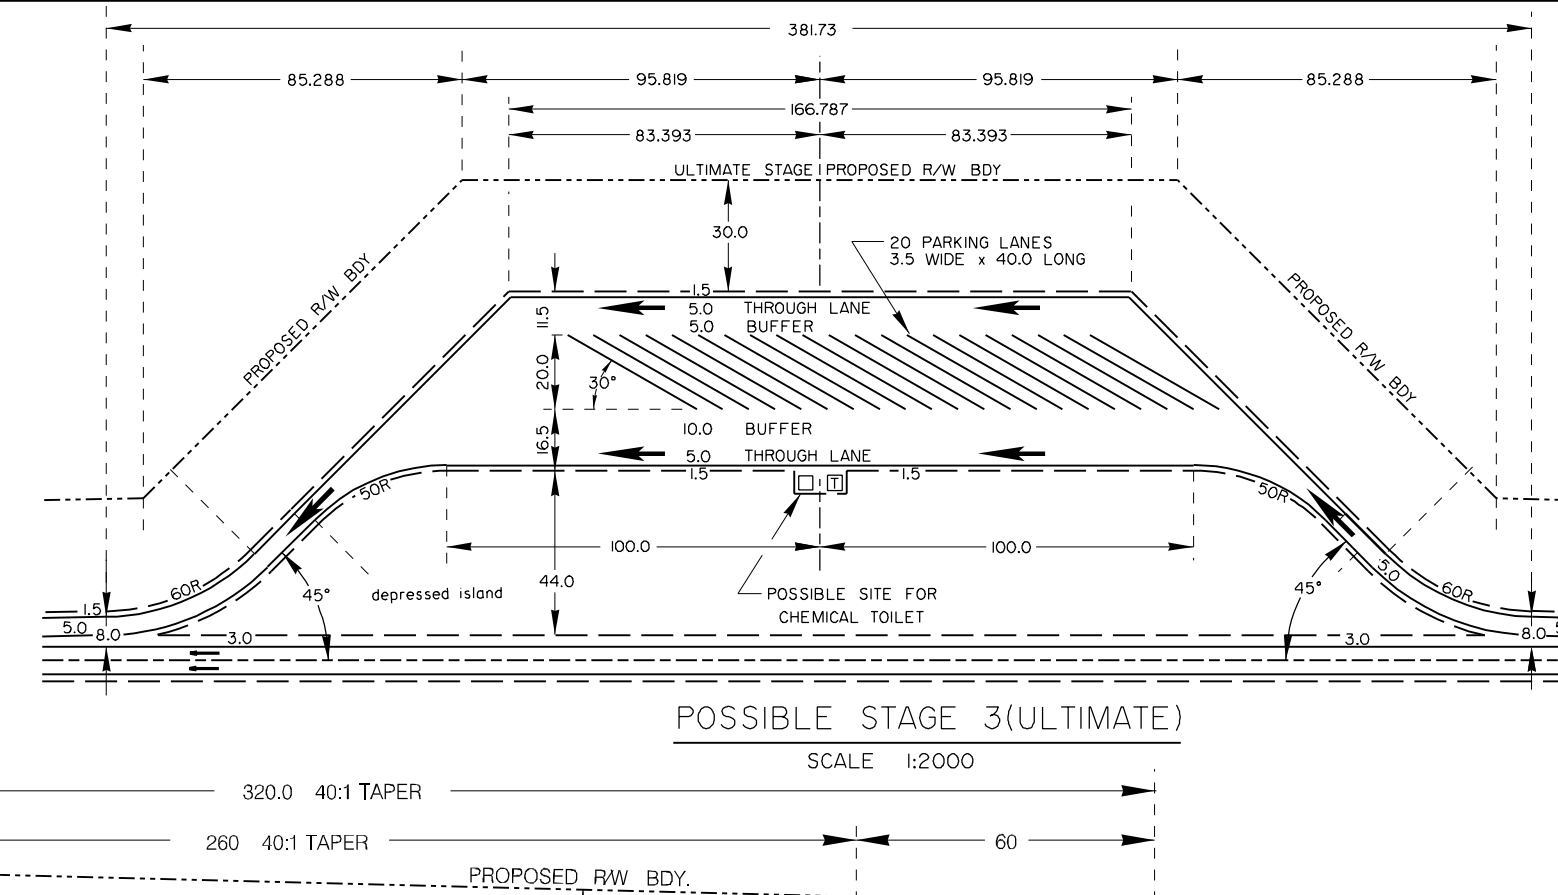 381.73
85.288
95.819
95.819
85.288
166.787
83.393
83.393
ULTIMATE STAGE PROPOSED R/W BDY
30.0
20 PARKING LANES
3.5 WIDE x 40.0 LONG
PROPOSED R/W BDY
PROPOSED R/W BDY
1.5
5.0 THROUGH LANE
5.0 BUFFER
11.5
20.0
30°
16.5
10.0 BUFFER
5.0 THROUGH LANE
1.5
1.5
T
50R
50R
100.0
100.0
44.0
POSSIBLE SITE FOR
CHEMICAL TOILET
depressed island
45°
45°
60R
60R
5.0
1.5
5.0
8.0
3.0
3.0
8.0
POSSIBLE STAGE 3(ULTIMATE)
SCALE 1:2000
320.0 40:1 TAPER
260 40:1 TAPER
60
PROPOSED R/W BDY.